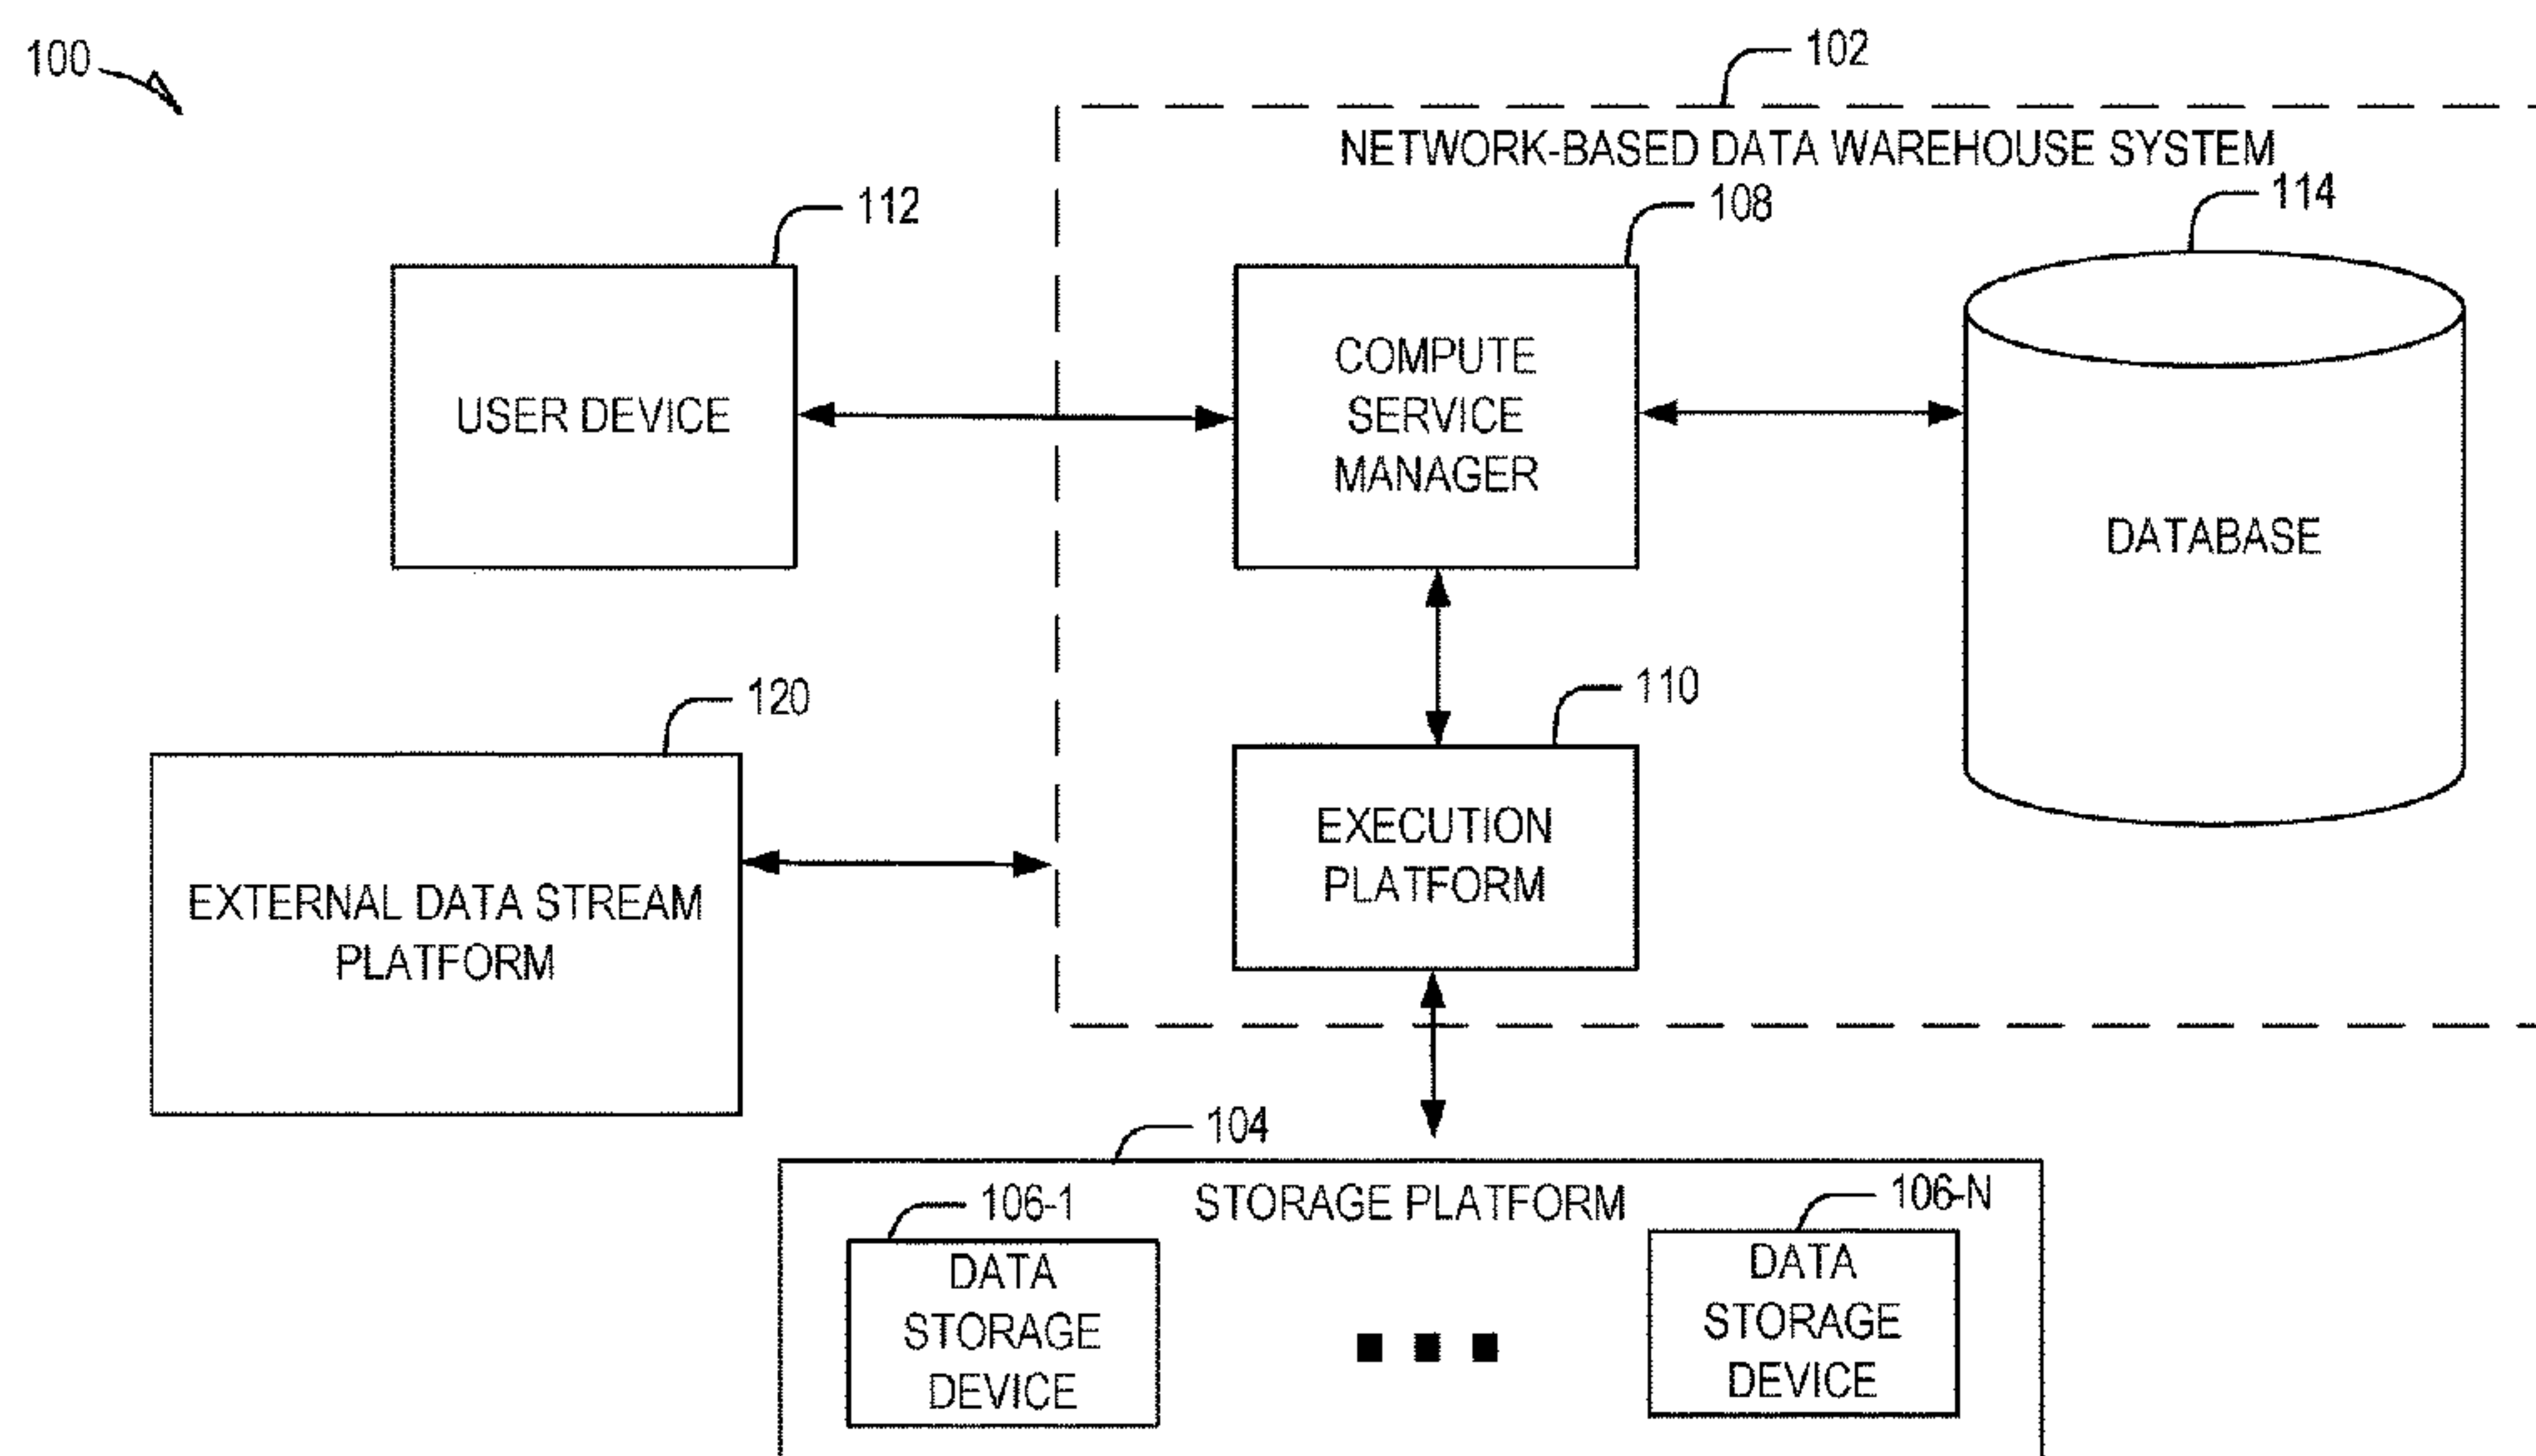 100
102
NETWORK-BASED DATA WAREHOUSE SYSTEM
112
108
114
USER DEVICE
COMPUTE
SERVICE
MANAGER
DATABASE
120
110
EXTERNAL DATA STREAM
PLATFORM
EXECUTION
PLATFORM
104
STORAGE PLATFORM
106-1
106-N
DATA
STORAGE
DEVICE
DATA
STORAGE
DEVICE